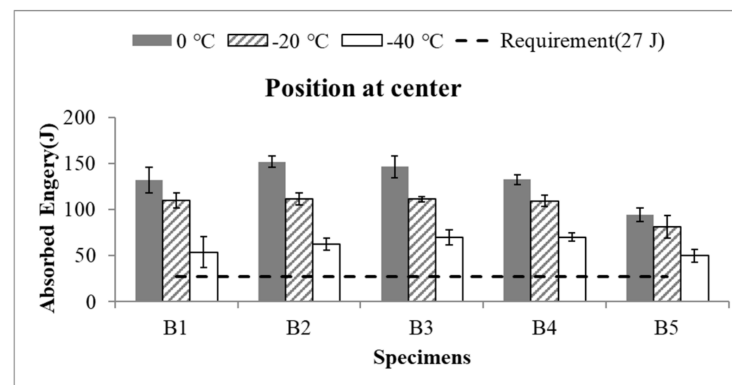 0 °C -20 °C -40 °C Requirement(27 J)
Position at center
Absorbed Engery(J)
200
150
100
50
0
B1 B2 B3 B4 B5
Specimens